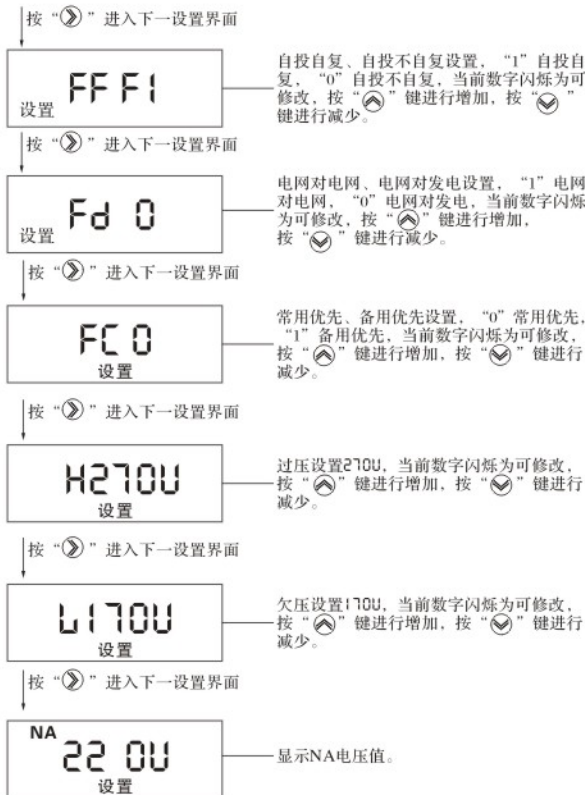 按“”进入下一设置界面
FF F1
设置
自投自复、自投不自复设置，“1”自投自
复，“0”自投不自复，当前数字闪烁为可
修改，按“”键进行增加，按“”
键进行减少。
按“”进入下一设置界面
Fd 0
设置
电网对电网、电网对发电设置，“1”电网
对电网，“0”电网对发电，当前数字闪烁
为可修改，按“”键进行增加，
按“”键进行减少。
按“”进入下一设置界面
FC 0
设置
常用优先、备用优先设置，“0”常用优先，
“1”备用优先，当前数字闪烁为可修改，
按“”键进行增加，按“”键进行
减少。
按“”进入下一设置界面
H270U
设置
过压设置270U，当前数字闪烁为可修改，
按“”键进行增加，按“”键进行
减少。
按“”进入下一设置界面
L170U
设置
欠压设置170U，当前数字闪烁为可修改，
按“”键进行增加，按“”键进行
减少。
按“”进入下一设置界面
NA
22 0U
设置
显示NA电压值。